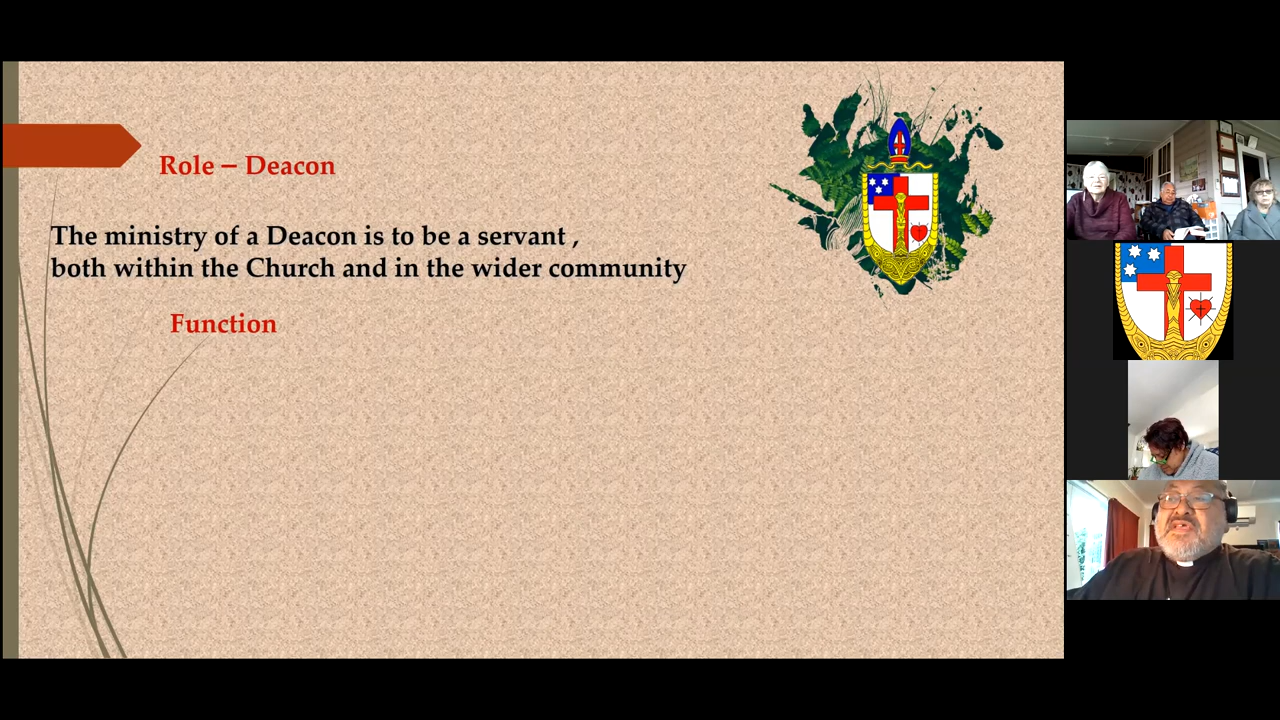 Role – Deacon
The ministry of a Deacon is to be a servant ,
both within the Church and in the wider community
Function